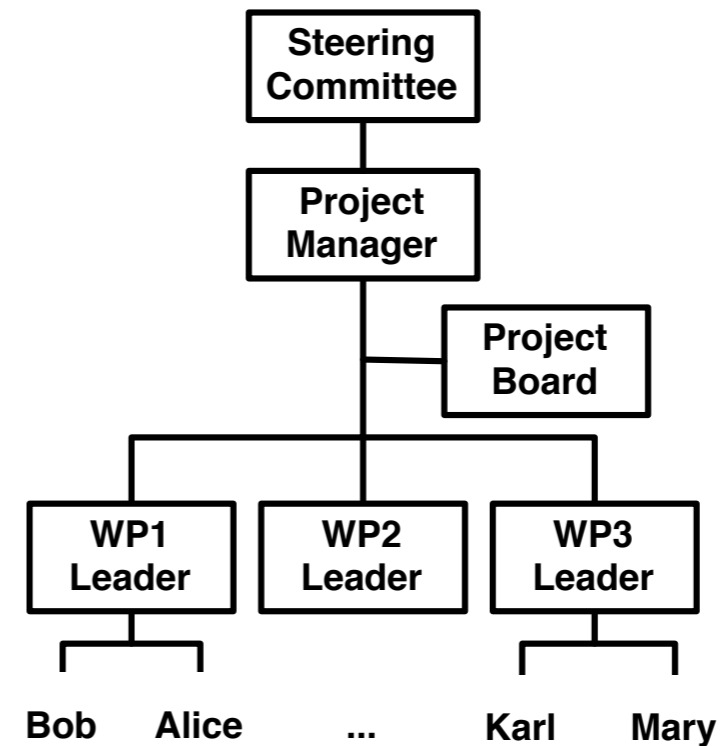 Steering
Committee
Project
Manager
Project
Board
WP1
Leader
WP2
Leader
WP3
Leader
Bob Alice ... Karl Mary